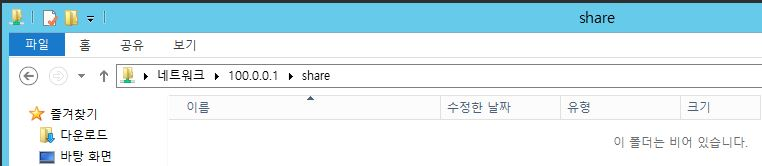 share
파일 홈 공유 보기
네트워크 100.0.0.1 share
즐겨찾기
다운로드
바탕 화면
이름 수정한 날짜 유형 크기
이 폴더는 비어 있습니다.